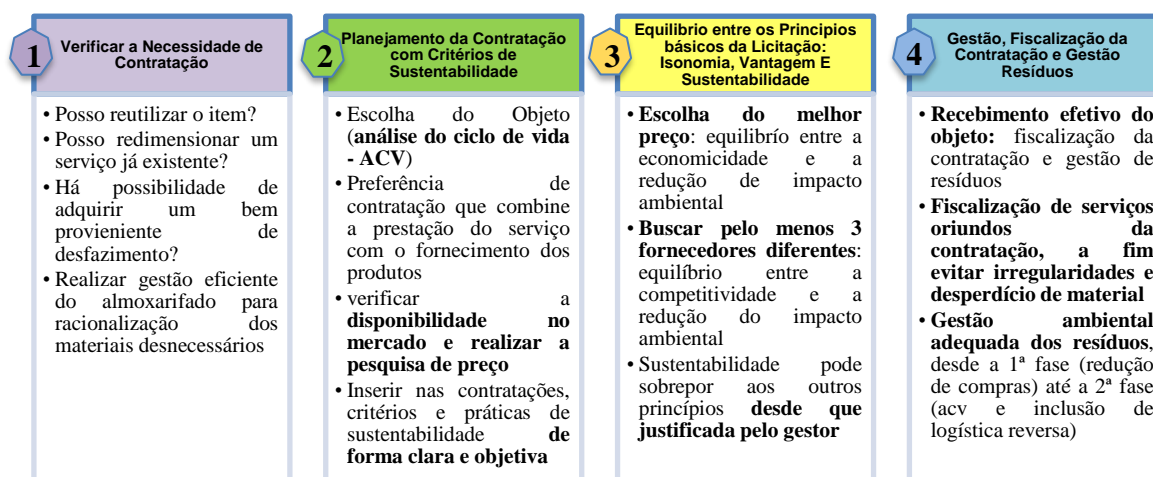 1
Verificar a Necessidade de
Contratação
• Posso reutilizar o item?
• Posso redimensionar um
serviço já existente?
• Há possibilidade de
adquirir um bem
provieniente de
desfazimento?
• Realizar gestão eficiente
do almoxarifado para
racionalização dos
materiais desnecessários
2
Planejamento da Contratação
com Critérios de
Sustentabilidade
• Escolha do Objeto
(análise do ciclo de vida
- ACV)
• Preferência de
contratação que combine
a prestação do serviço
com o fornecimento dos
produtos
• verificar a
disponibilidade no
mercado e realizar a
pesquisa de preço
• Inserir nas contratações,
critérios e práticas de
sustentabilidade de
forma clara e objetiva
3
Equilibrio entre os Principios
básicos da Licitação:
Isonomia, Vantagem E
Sustentabilidade
• Escolha do melhor
preço: equilibrío entre a
economicidade e a
redução de impacto
ambiental
• Buscar pelo menos 3
fornecedores diferentes:
equilíbrio entre a
competitividade e a
redução do impacto
ambiental
• Sustentabilidade pode
sobrepor aos outros
princípios desde que
justificada pelo gestor
4
Gestão, Fiscalização da
Contratação e Gestão
Resíduos
• Recebimento efetivo do
objeto: fiscalização da
contratação e gestão de
resíduos
• Fiscalização de serviços
oriundos da
contratação, a fim
evitar irregularidades e
desperdício de material
• Gestão ambiental
adequada dos resíduos,
desde a 1ª fase (redução
de compras) até a 2ª fase
(acv e inclusão de
logística reversa)